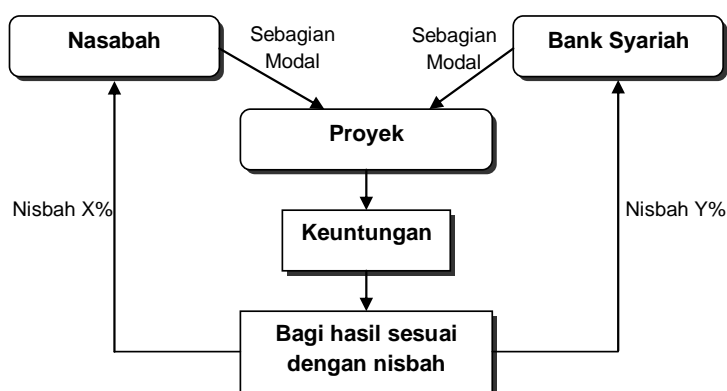 Nasabah
Sebagian
Modal
Sebagian
Modal
Bank Syariah
Proyek
Nisbah X%
Keuntungan
Nisbah Y%
Bagi hasil sesuai
dengan nisbah